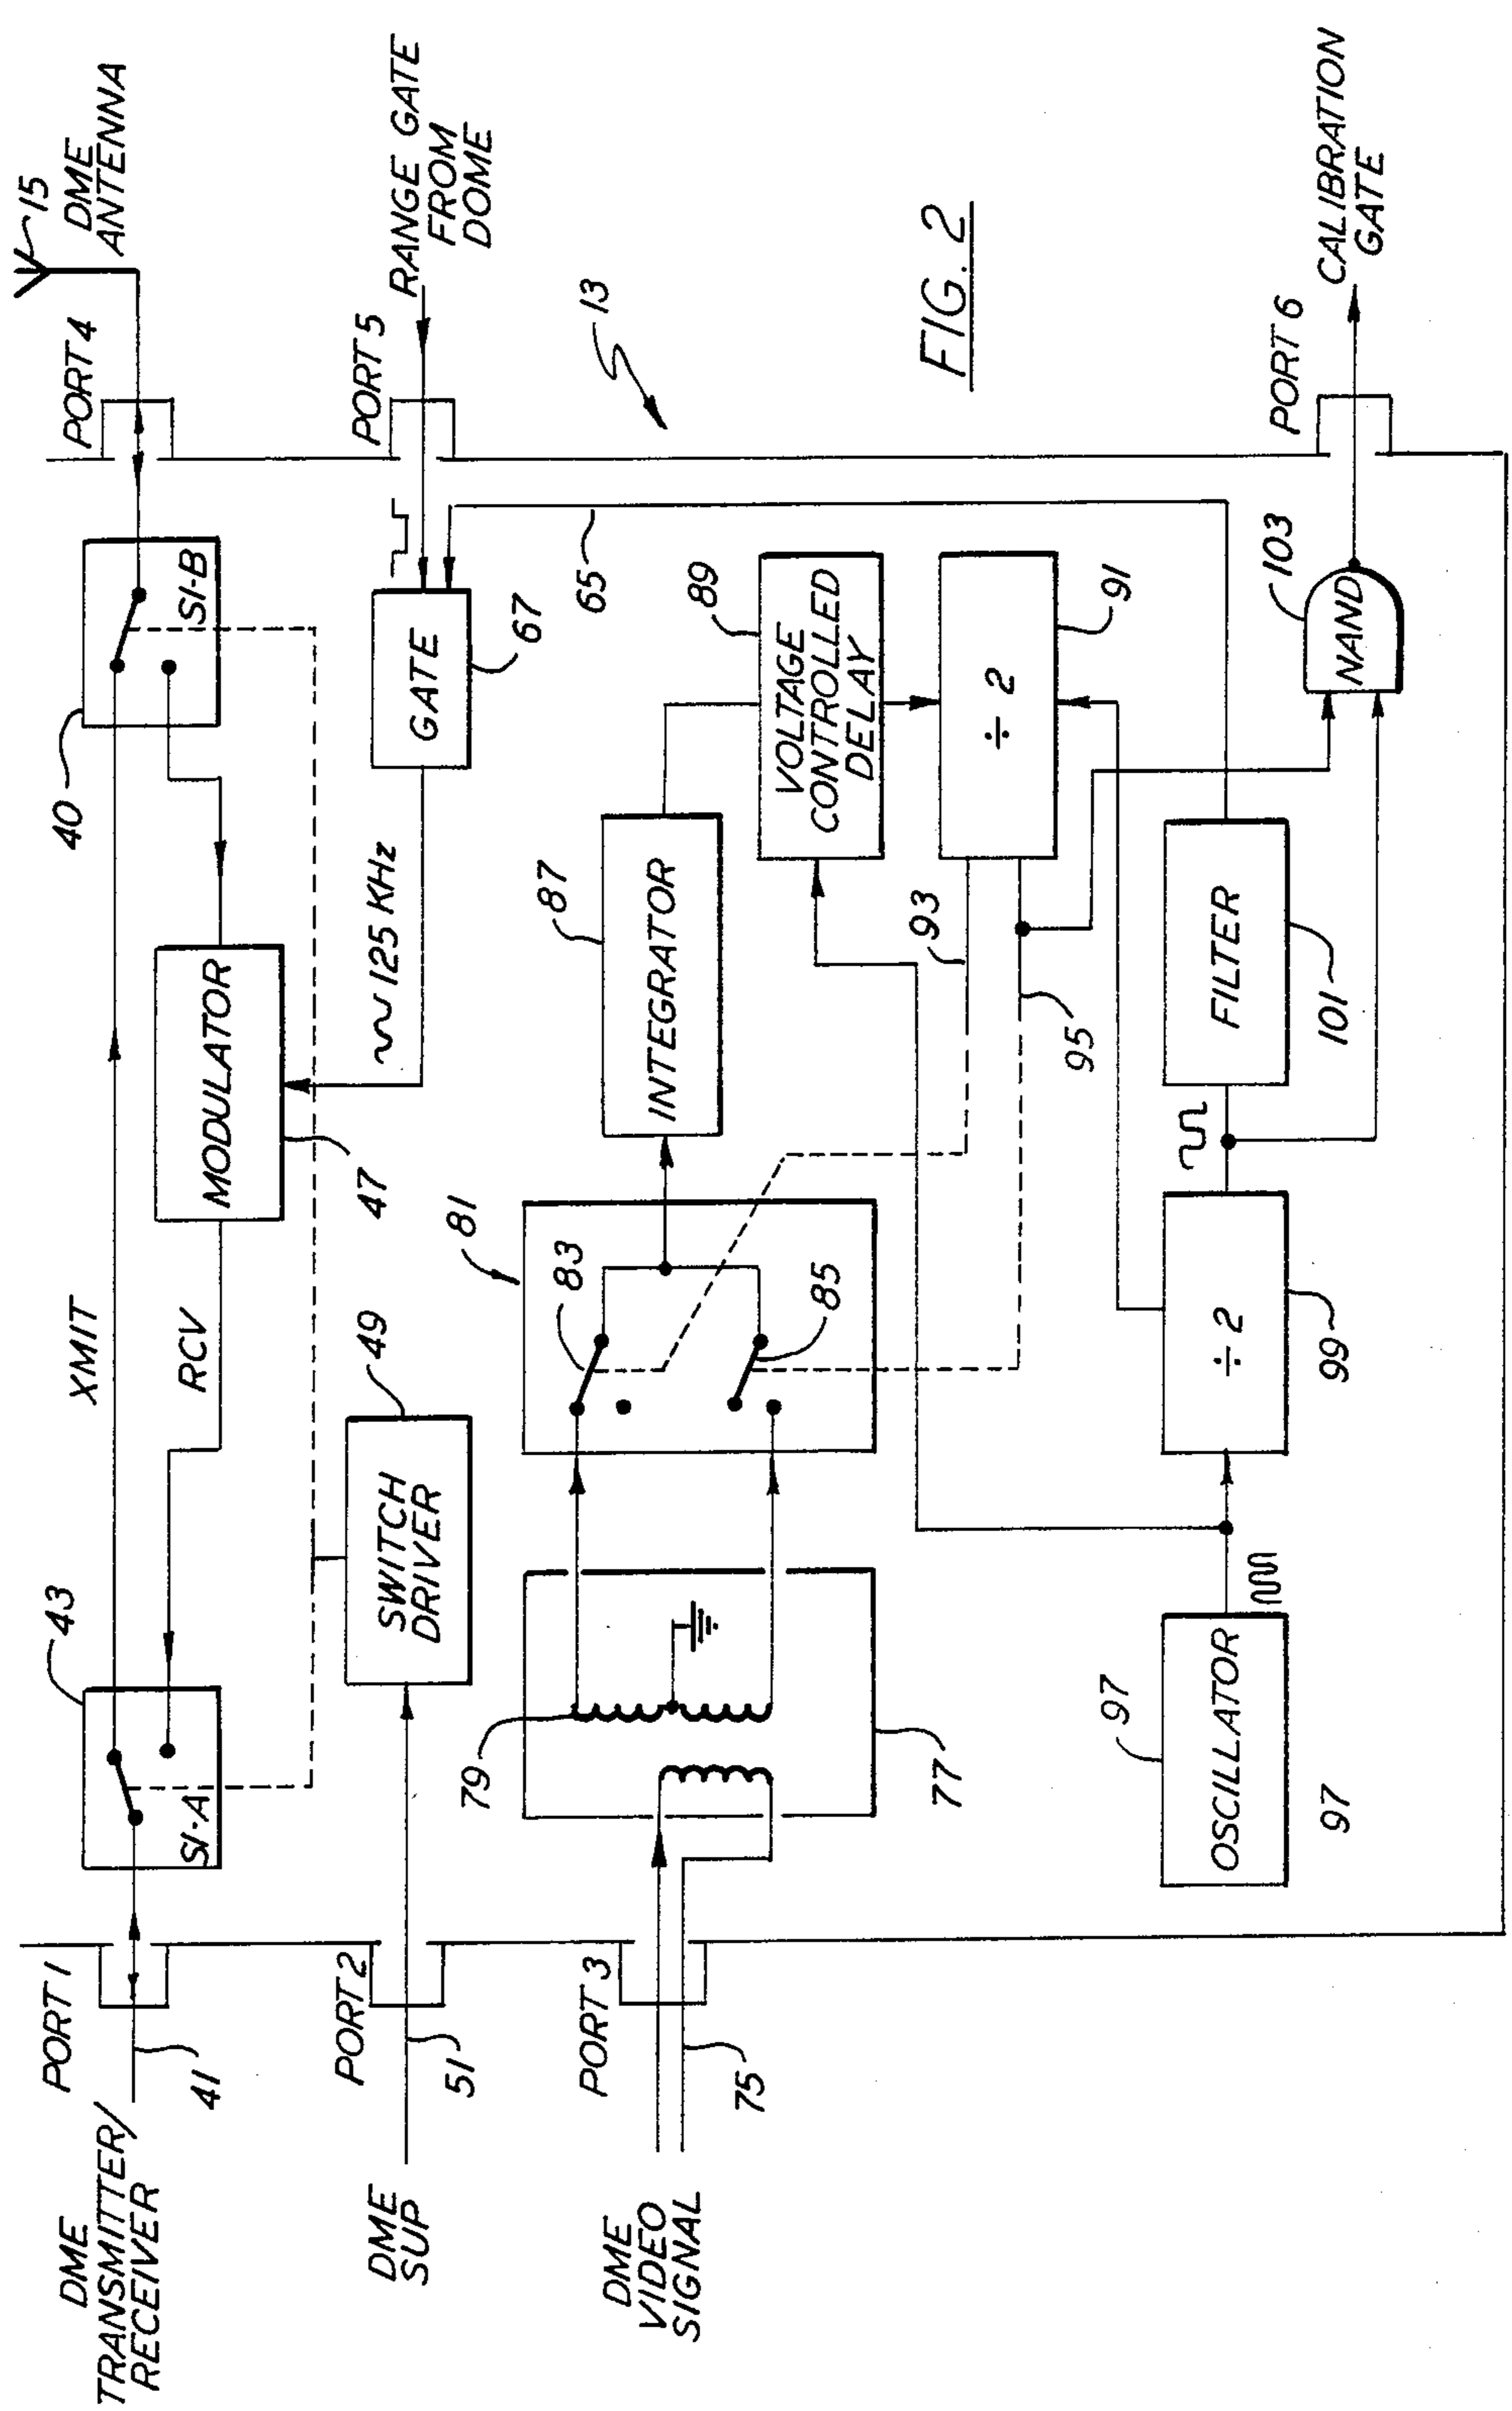 DME
TRANSMITTER/
RECEIVER
41
PORT 1
43
S1-A
XMIT
RCV
MODULATOR
47
40
S1-B
PORT 4
15
DME
ANTENNA
DME
SUP
51
PORT 2
SWITCH
DRIVER
49
125 KHz
GATE
67
PORT 5
RANGE GATE
FROM
DOME
DME
VIDEO
SIGNAL
75
PORT 3
79
77
81
83
85
INTEGRATOR
87
VOLTAGE
CONTROLLED
DELAY
89
65
13
÷ 2
91
93
95
FIG. 2
OSCILLATOR
97
97
÷ 2
99
FILTER
101
NAND
103
PORT 6
CALIBRATION
GATE